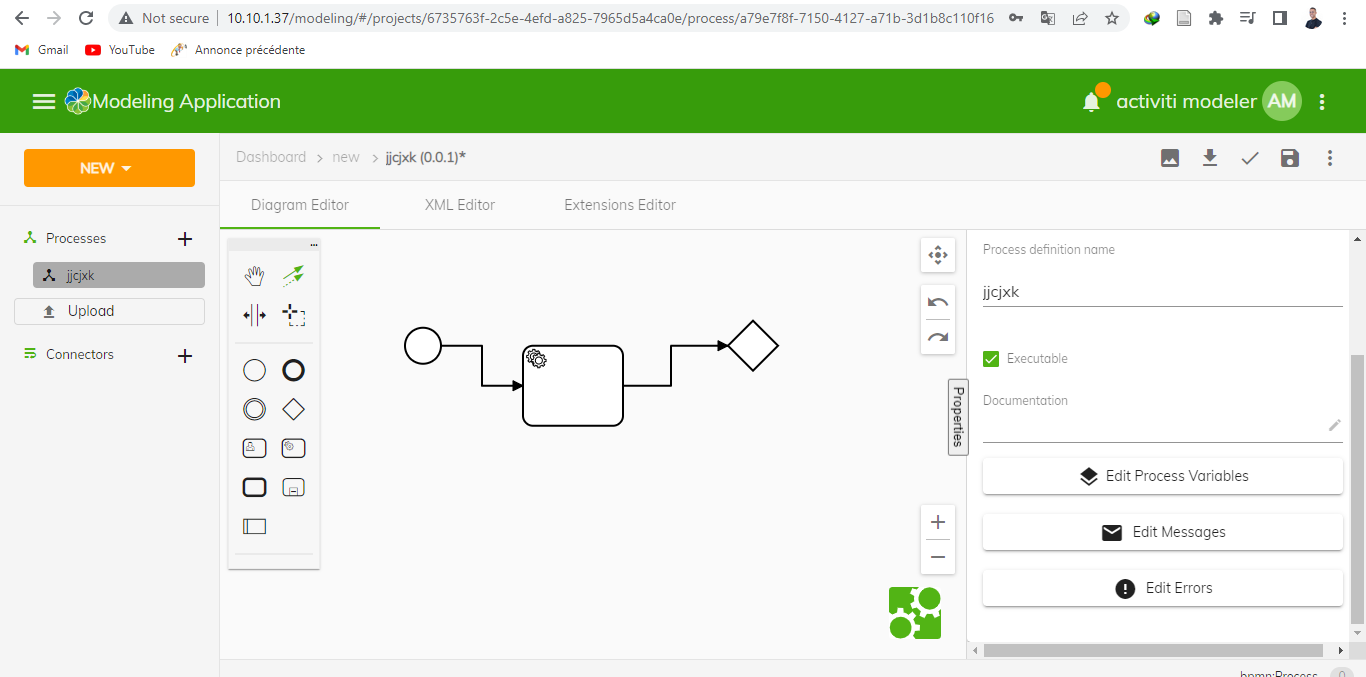 Not secure | 10.10.1.37/modeling/#/projects/6735763f-2c5e-4efd-a825-7965d5a4ca0e/process/a79e7f8f-7150-4127-a71b-3d1b8c110f16
Gmail YouTube Annonce précédente
Modeling Application
activiti modeler AM
NEW
Dashboard > new > jjcjxk (0.0.1)*
Diagram Editor XML Editor Extensions Editor
Processes
jjcjxk
Upload
Connectors
Properties
Process definition name
jjcjxk
Executable
Documentation
Edit Process Variables
Edit Messages
Edit Errors
bpmn:Process 0